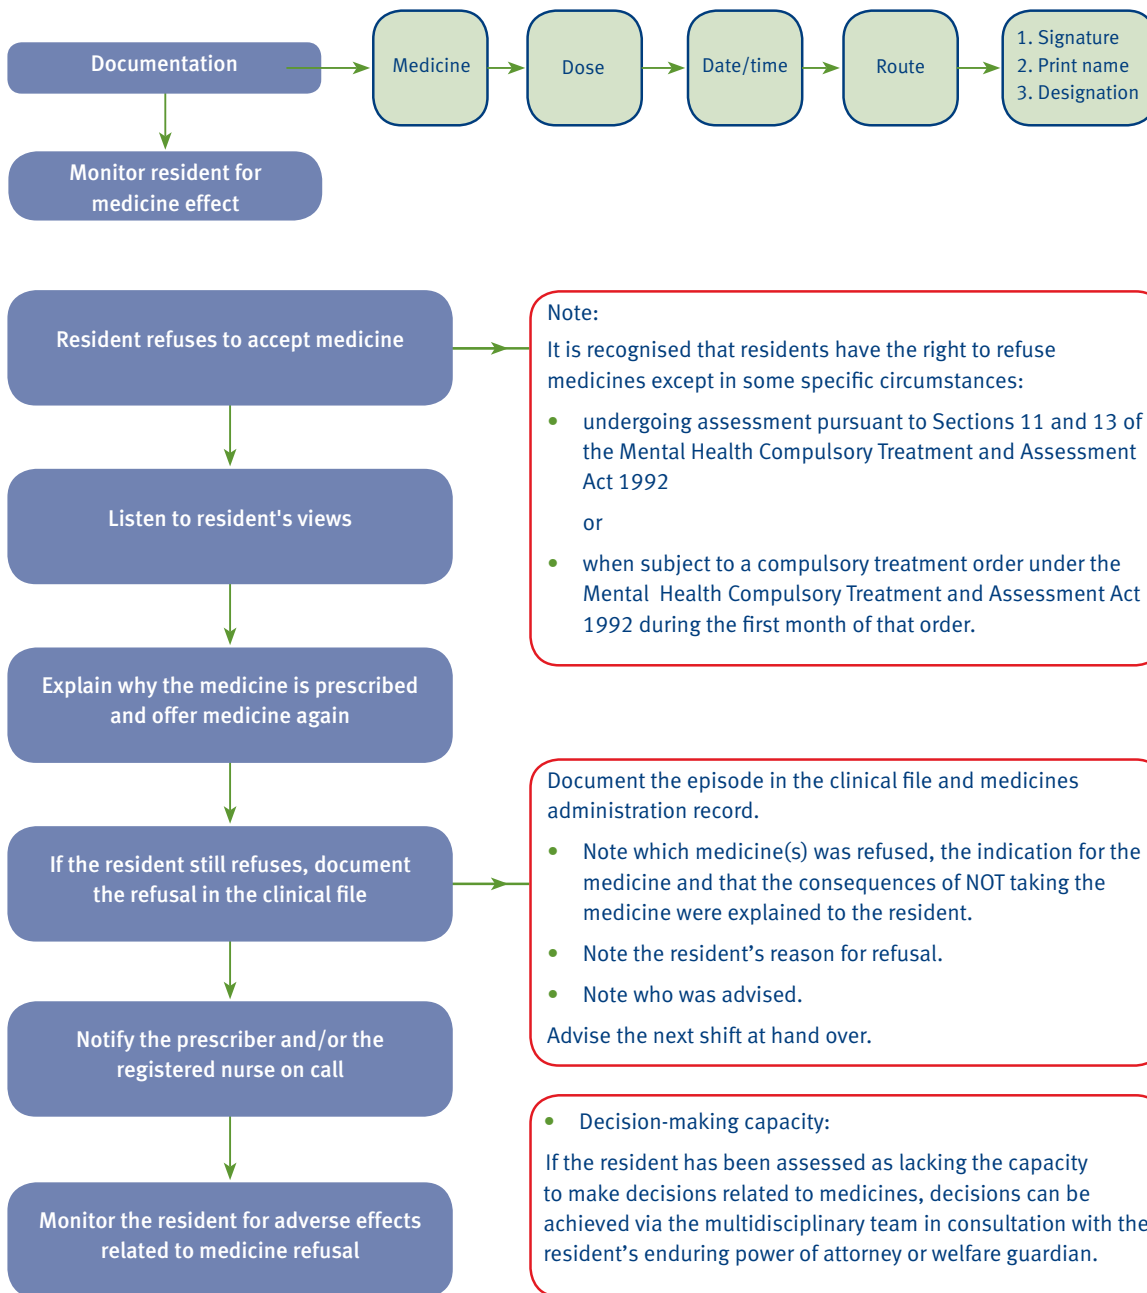 Documentation
Medicine
Dose
Date/time
Route
1. Signature
2. Print name
3. Designation
Monitor resident for
medicine effect
Resident refuses to accept medicine
Note:
It is recognised that residents have the right to refuse
medicines except in some specific circumstances:
• undergoing assessment pursuant to Sections 11 and 13 of
the Mental Health Compulsory Treatment and Assessment
Act 1992
or
• when subject to a compulsory treatment order under the
Mental Health Compulsory Treatment and Assessment Act
1992 during the first month of that order.
Listen to resident's views
Explain why the medicine is prescribed
and offer medicine again
If the resident still refuses, document
the refusal in the clinical file
Document the episode in the clinical file and medicines
administration record.
• Note which medicine(s) was refused, the indication for the
medicine and that the consequences of NOT taking the
medicine were explained to the resident.
• Note the resident’s reason for refusal.
• Note who was advised.
Advise the next shift at hand over.
Notify the prescriber and/or the
registered nurse on call
Monitor the resident for adverse effects
related to medicine refusal
• Decision-making capacity:
If the resident has been assessed as lacking the capacity
to make decisions related to medicines, decisions can be
achieved via the multidisciplinary team in consultation with the
resident’s enduring power of attorney or welfare guardian.